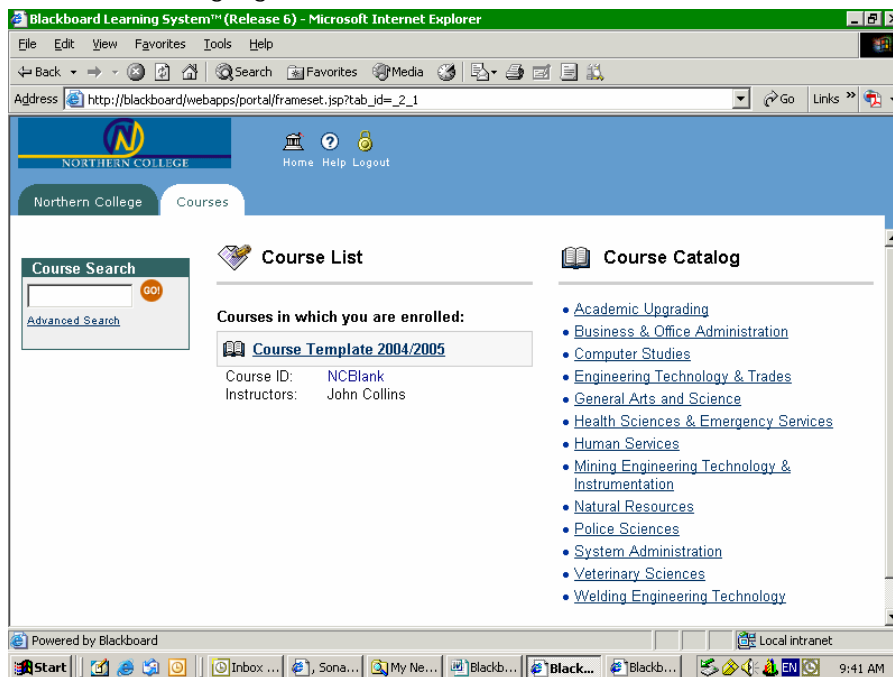 Blackboard Learning System™ (Release 6) - Microsoft Internet Explorer
File Edit View Favorites Tools Help
Back Search Favorites Media
Address http://blackboard/webapps/portal/frameset.jsp?tab_id=_2_1 Go Links »
NORTHERN COLLEGE
Home Help Logout
Northern College Courses
Course Search
GO!
Advanced Search
Course List
Courses in which you are enrolled:
Course Template 2004/2005
Course ID: NCBlank
Instructors: John Collins
Course Catalog
• Academic Upgrading
• Business & Office Administration
• Computer Studies
• Engineering Technology & Trades
• General Arts and Science
• Health Sciences & Emergency Services
• Human Services
• Mining Engineering Technology &
Instrumentation
• Natural Resources
• Police Sciences
• System Administration
• Veterinary Sciences
• Welding Engineering Technology
Powered by Blackboard Local intranet
Start Inbox ... , Sona... My Ne... Blackb... Black... Blackb... EN 9:41 AM